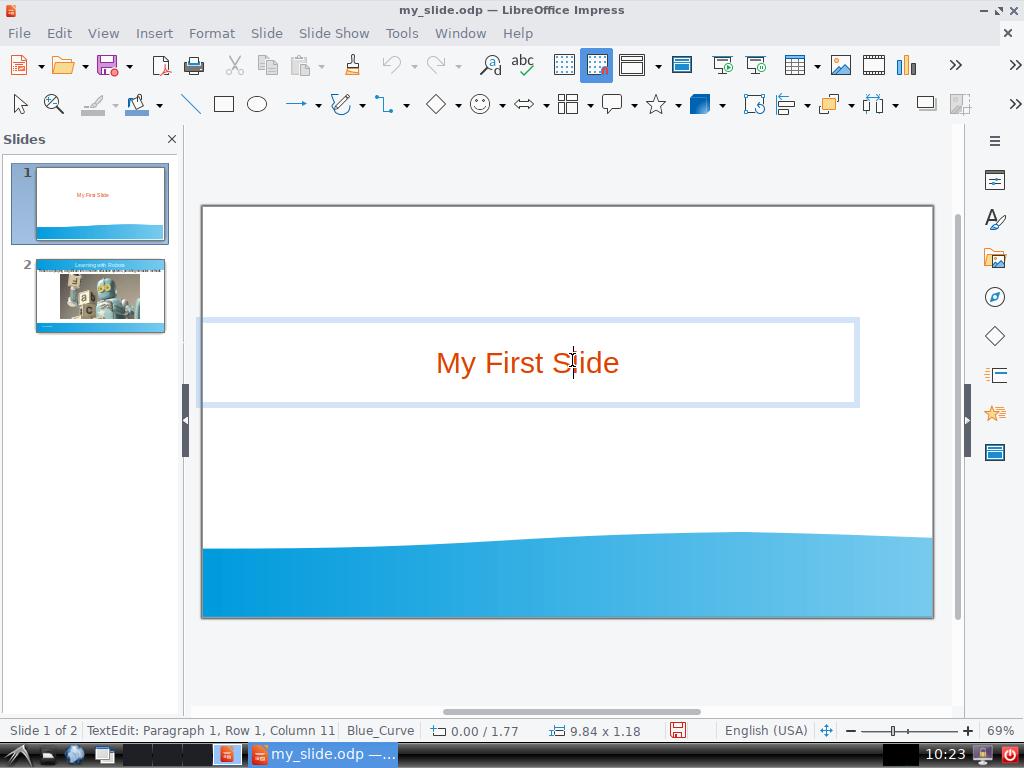 my_slide.odp — LibreOffice Impress
File Edit View Insert Format Slide Slide Show Tools Window Help
Slides
1
My First Slide
2
Learning with Robots
My First Slide
Slide 1 of 2 TextEdit: Paragraph 1, Row 1, Column 11 Blue_Curve 0.00 / 1.77 9.84 x 1.18 English (USA) 69%
my_slide.odp —... 10:23